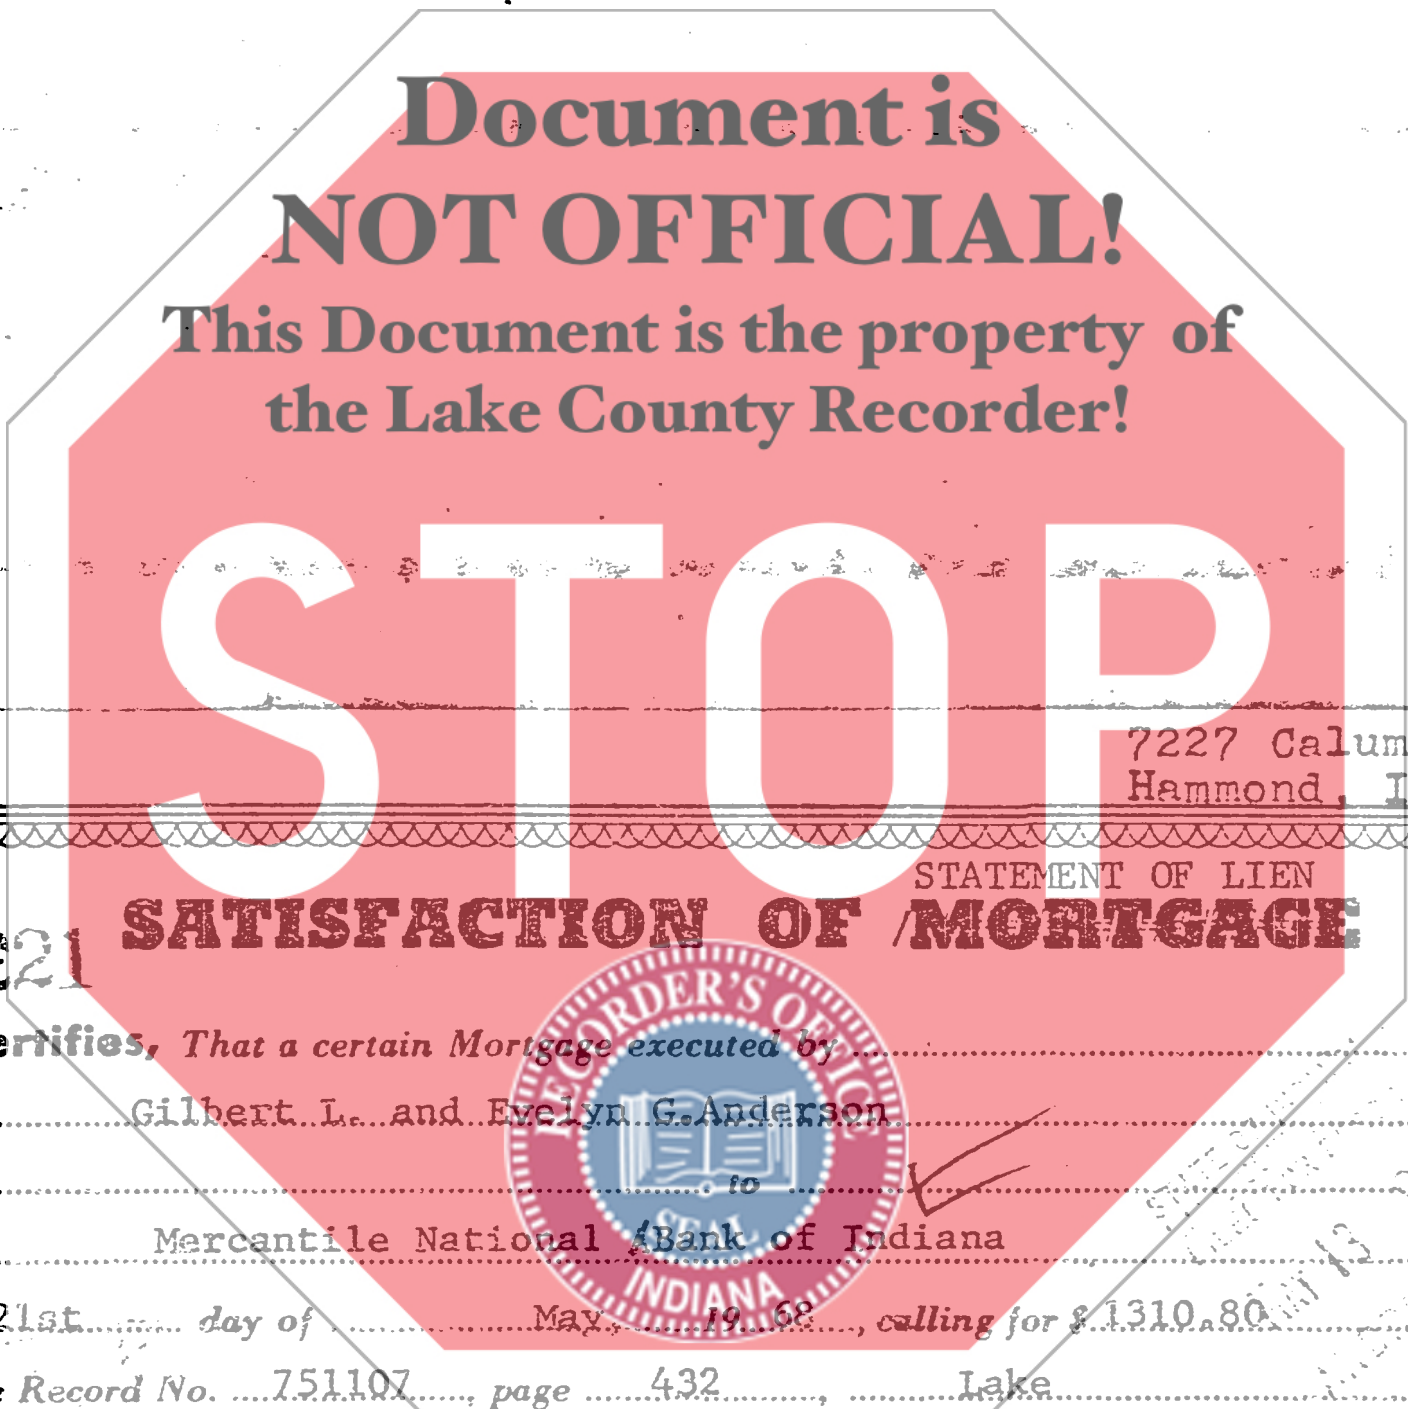 Document is
NOT OFFICIAL!
This Document is the property of
the Lake County Recorder!
STOP
7227 Calum
Hammond, I
STATEMENT OF LIEN
SATISFACTION OF /MORTGAGE
21
ertifies, That a certain Mortgage executed by
Gilbert L. and Evelyn G. Anderson
to
Mercantile National Bank of Indiana
21st day of May, 19 68, calling for $ 1310.80
Record No. 751107, page 432, Lake
RECORDER'S OFFICE
SEAL
INDIANA